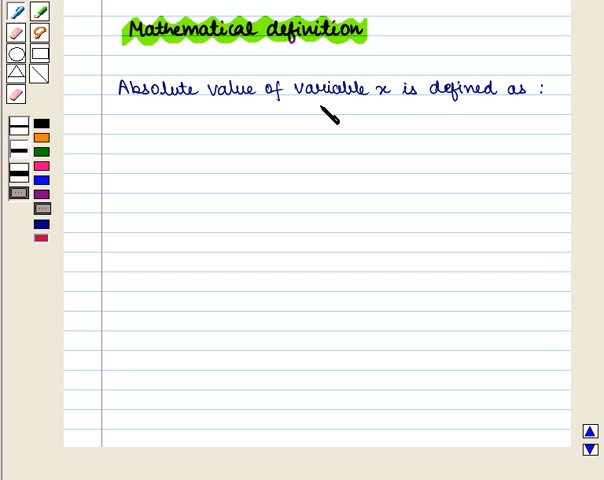 Mathematical definition
Absolute value of variable x is defined as :